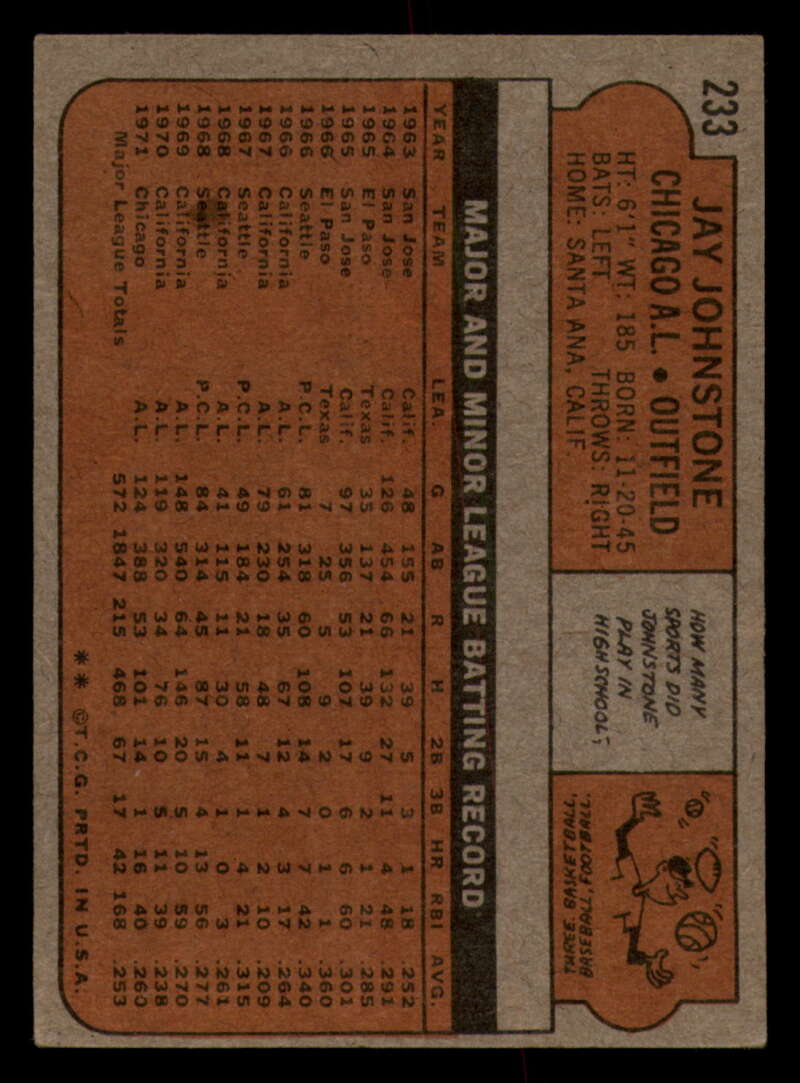 233
JAY JOHNSTONE
CHICAGO A.L. • OUTFIELD
HT: 6'1" WT: 185 BORN: 11-20-45
BATS: LEFT THROWS: RIGHT
HOME: SANTA ANA, CALIF.
HOW MANY
SPORTS DID
JOHNSTONE
PLAY IN
HIGH SCHOOL?
THREE: BASKETBALL,
BASEBALL, FOOTBALL.
MAJOR AND MINOR LEAGUE BATTING RECORD
YEAR TEAM LEA. G AB R H 2B 3B HR RBI AVG.
1963 San Jose Calif. 48 155 21 39 5 3 1 18 .252
1964 San Jose Calif. 126 454 66 132 27 11 4 48 .291
1965 El Paso Texas 35 137 21 39 9 2 1 21 .285
1965 San Jose Calif. 97 356 53 107 17 6 6 60 .301
1966 El Paso Texas 7 25 5 9 2 0 1 1 .360
1966 Seattle P.C.L. 81 318 60 108 14 7 7 42 .340
1966 California A.L. 61 254 35 67 12 4 3 17 .264
1967 California A.L. 79 230 18 48 7 1 2 10 .209
1967 Seattle P.C.L. 49 184 21 58 11 1 4 21 .315
1968 California A.L. 41 115 11 30 4 1 0 3 .261
1968 Seattle P.C.L. 84 314 45 87 15 4 13 56 .277
1969 California A.L. 148 540 64 146 20 5 10 59 .270
1970 California A.L. 119 320 34 76 10 5 11 39 .238
1971 Chicago A.L. 124 388 53 101 14 1 16 40 .260
Major League Totals 572 1847 215 468 67 17 42 168 .253
** ©T.C.G. PRTD. IN U.S.A.